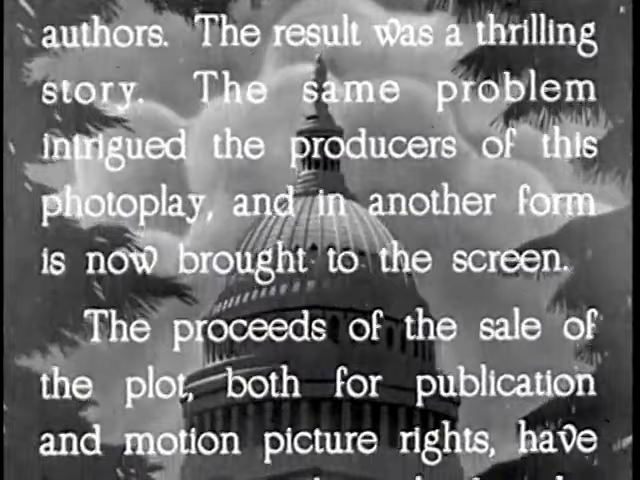 authors. The result was a thrilling
story. The same problem
intrigued the producers of this
photoplay, and in another form
is now brought to the screen.
The proceeds of the sale of
the plot, both for publication
and motion picture rights, have